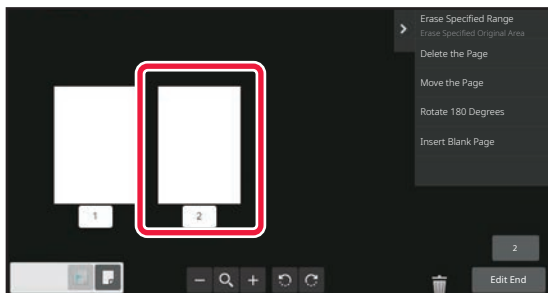 Erase Specified Range
Erase Specified Original Area
Delete the Page
Move the Page
Rotate 180 Degrees
Insert Blank Page
1
2
2
Edit End